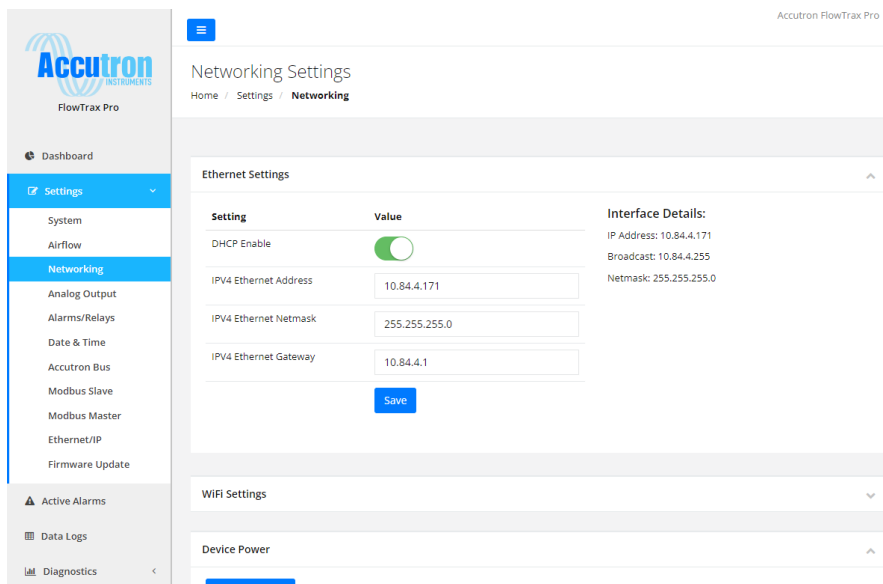 Accutron FlowTrax Pro
Accutron
INSTRUMENTS
FlowTrax Pro
Dashboard
Settings
System
Airflow
Networking
Analog Output
Alarms/Relays
Date & Time
Accutron Bus
Modbus Slave
Modbus Master
Ethernet/IP
Firmware Update
Active Alarms
Data Logs
Diagnostics
Networking Settings
Home / Settings / Networking
Ethernet Settings
Setting Value
DHCP Enable
IPV4 Ethernet Address 10.84.4.171
IPV4 Ethernet Netmask 255.255.255.0
IPV4 Ethernet Gateway 10.84.4.1
Save
Interface Details:
IP Address: 10.84.4.171
Broadcast: 10.84.4.255
Netmask: 255.255.255.0
WiFi Settings
Device Power